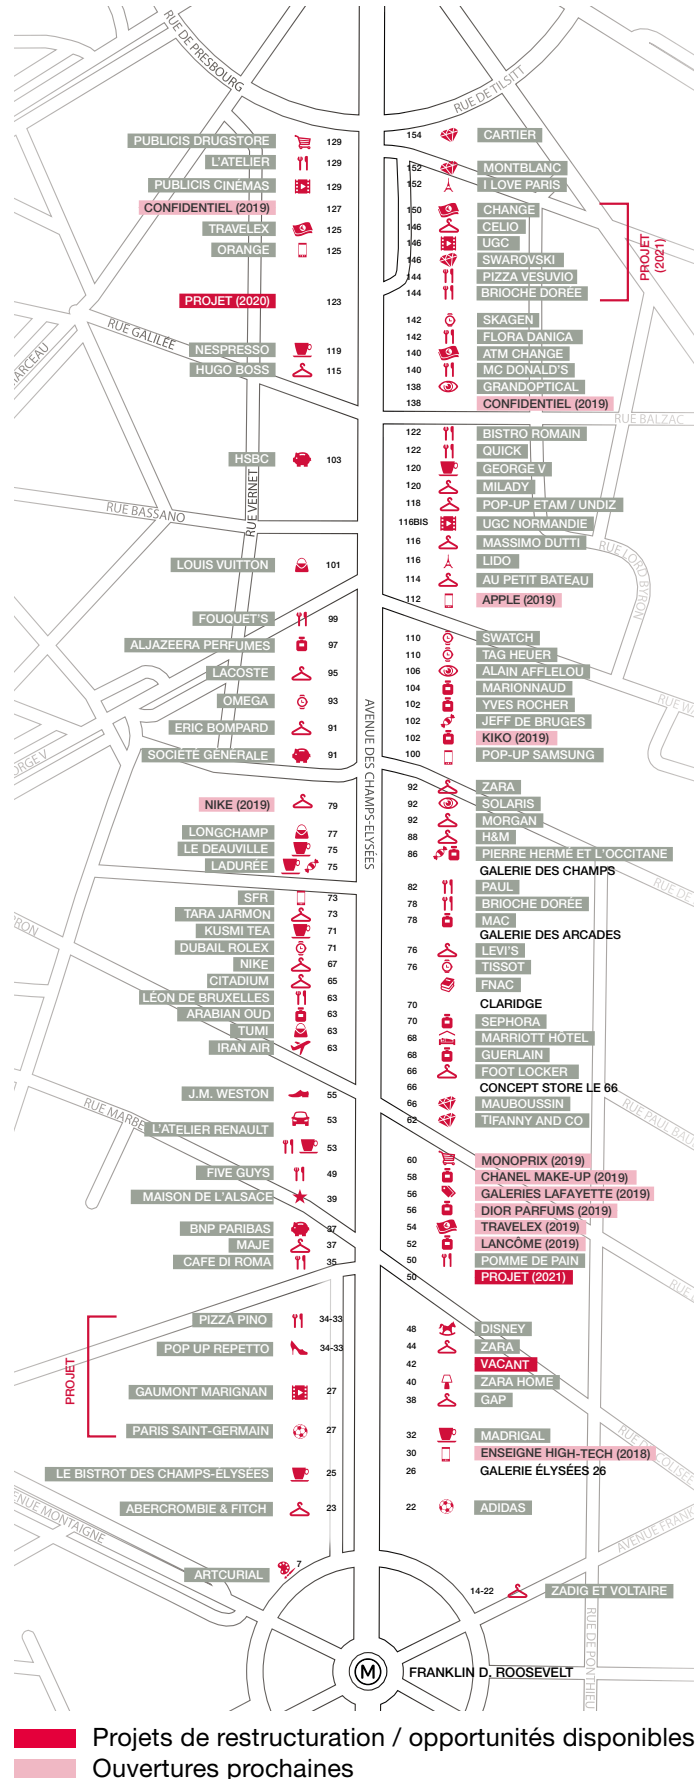 RUE DE PRESBOURG
RUE DE TILSITT
PUBLICIS DRUGSTORE 129
L'ATELIER 129
PUBLICIS CINÉMAS 129
CONFIDENTIEL (2019) 127
TRAVELEX 125
ORANGE 125
PROJET (2020) 123
RUE GALILÉE
MARCEAU
NESPRESSO 119
HUGO BOSS 115
HSBC 103
RUE VERNET
RUE BASSANO
LOUIS VUITTON 101
FOUQUET'S 99
ALJAZEERA PERFUMES 97
LACOSTE 95
OMEGA 93
ERIC BOMPARD 91
SOCIÉTÉ GÉNÉRALE 91
NIKE (2019) 79
LONGCHAMP 77
LE DEAUVILLE 75
LADURÉE 75
SFR 73
TARA JARMON 73
KUSMI TEA 71
DUBAIL ROLEX 71
NIKE 67
CITADIUM 65
LÉON DE BRUXELLES 63
ARABIAN OUD 63
TUMI 63
IRAN AIR 63
J.M. WESTON 55
RUE MARBE
L'ATELIER RENAULT 53
53
FIVE GUYS 49
MAISON DE L'ALSACE 39
BNP PARIBAS 37
MAJE 37
CAFE DI ROMA 35
PROJET
PIZZA PINO 34-33
POP UP REPETTO 34-33
GAUMONT MARIGNAN 27
PARIS SAINT-GERMAIN 27
LE BISTROT DES CHAMPS-ÉLYSÉES 25
ABERCROMBIE & FITCH 23
AVENUE MONTAIGNE
ARTCURIAL 7
AVENUE DES CHAMPS-ELYSÉES
154 CARTIER
152 MONTBLANC
152 I LOVE PARIS
150 CHANGE
146 CELIO
146 UGC
146 SWAROVSKI
144 PIZZA VESUVIO
144 BRIOCHE DORÉE
PROJET
(2021)
142 SKAGEN
142 FLORA DANICA
140 ATM CHANGE
140 MC DONALD'S
138 GRANDOPTICAL
138 CONFIDENTIEL (2019)
RUE BALZAC
122 BISTRO ROMAIN
122 QUICK
120 GEORGE V
120 MILADY
118 POP-UP ETAM / UNDIZ
116BIS UGC NORMANDIE
116 MASSIMO DUTTI
116 LIDO
114 AU PETIT BATEAU
112 APPLE (2019)
RUE LORD BYRON
110 SWATCH
110 TAG HEUER
106 ALAIN AFFLELOU
104 MARIONNAUD
102 YVES ROCHER
102 JEFF DE BRUGES
102 KIKO (2019)
100 POP-UP SAMSUNG
92 ZARA
92 SOLARIS
92 MORGAN
88 H&M
86 PIERRE HERMÉ ET L'OCCITANE
GALERIE DES CHAMPS
82 PAUL
78 BRIOCHE DORÉE
78 MAC
GALERIE DES ARCADES
76 LEVI'S
76 TISSOT
FNAC
70 CLARIDGE
70 SEPHORA
68 MARRIOTT HÔTEL
68 GUERLAIN
66 FOOT LOCKER
66 CONCEPT STORE LE 66
66 MAUBOUSSIN
62 TIFANNY AND CO
RUE PAUL BAU
60 MONOPRIX (2019)
58 CHANEL MAKE-UP (2019)
56 GALERIES LAFAYETTE (2019)
56 DIOR PARFUMS (2019)
54 TRAVELEX (2019)
52 LANCÔME (2019)
50 POMME DE PAIN
50 PROJET (2021)
48 DISNEY
44 ZARA
42 VACANT
40 ZARA HOME
38 GAP
32 MADRIGAL
30 ENSEIGNE HIGH-TECH (2018)
26 GALERIE ÉLYSÉES 26
22 ADIDAS
AVENUE FRANK
14-22 ZADIG ET VOLTAIRE
RUE DE PONTHIEU
M FRANKLIN D. ROOSEVELT
Projets de restructuration / opportunités disponibles
Ouvertures prochaines